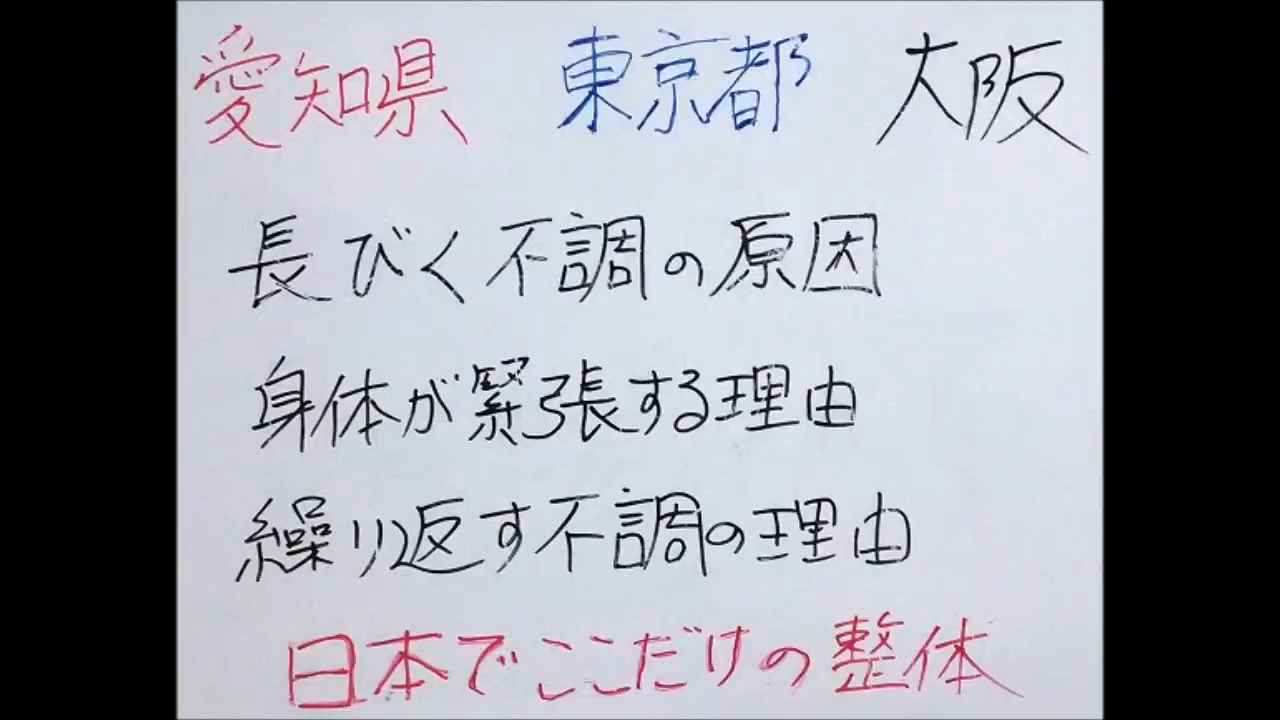 愛知県 東京都 大阪
長びく不調の原因
身体が緊張する理由
繰り返す不調の理由
日本でここだけの整体